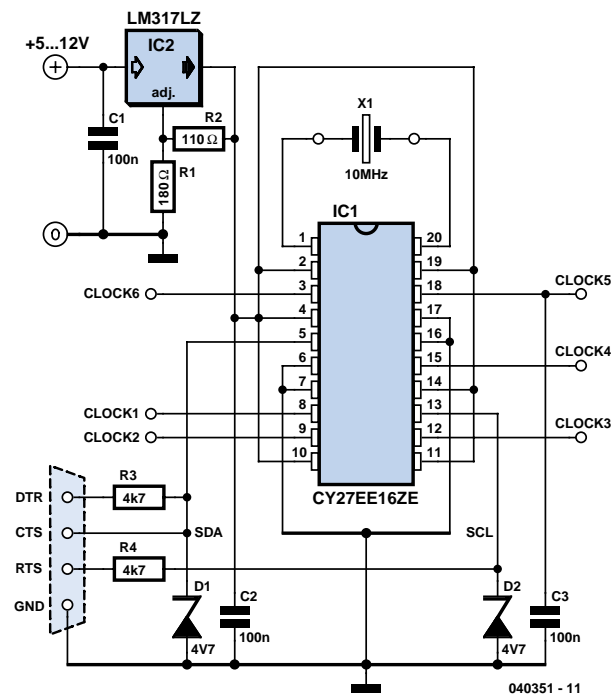 LM317LZ
+5...12V
IC2
adj.
C1
100n
R2
110Ω
R1
180Ω
0
X1
10MHz
IC1
1
20
2
19
CLOCK6
3
18
CLOCK5
4
17
5
16
6
15
CLOCK4
7
14
CLOCK1
8
13
CLOCK2
9
12
CLOCK3
10
11
CY27EE16ZE
DTR
R3
4k7
CTS
SDA
SCL
RTS
R4
4k7
GND
D1
4V7
C2
100n
D2
4V7
C3
100n
040351 - 11